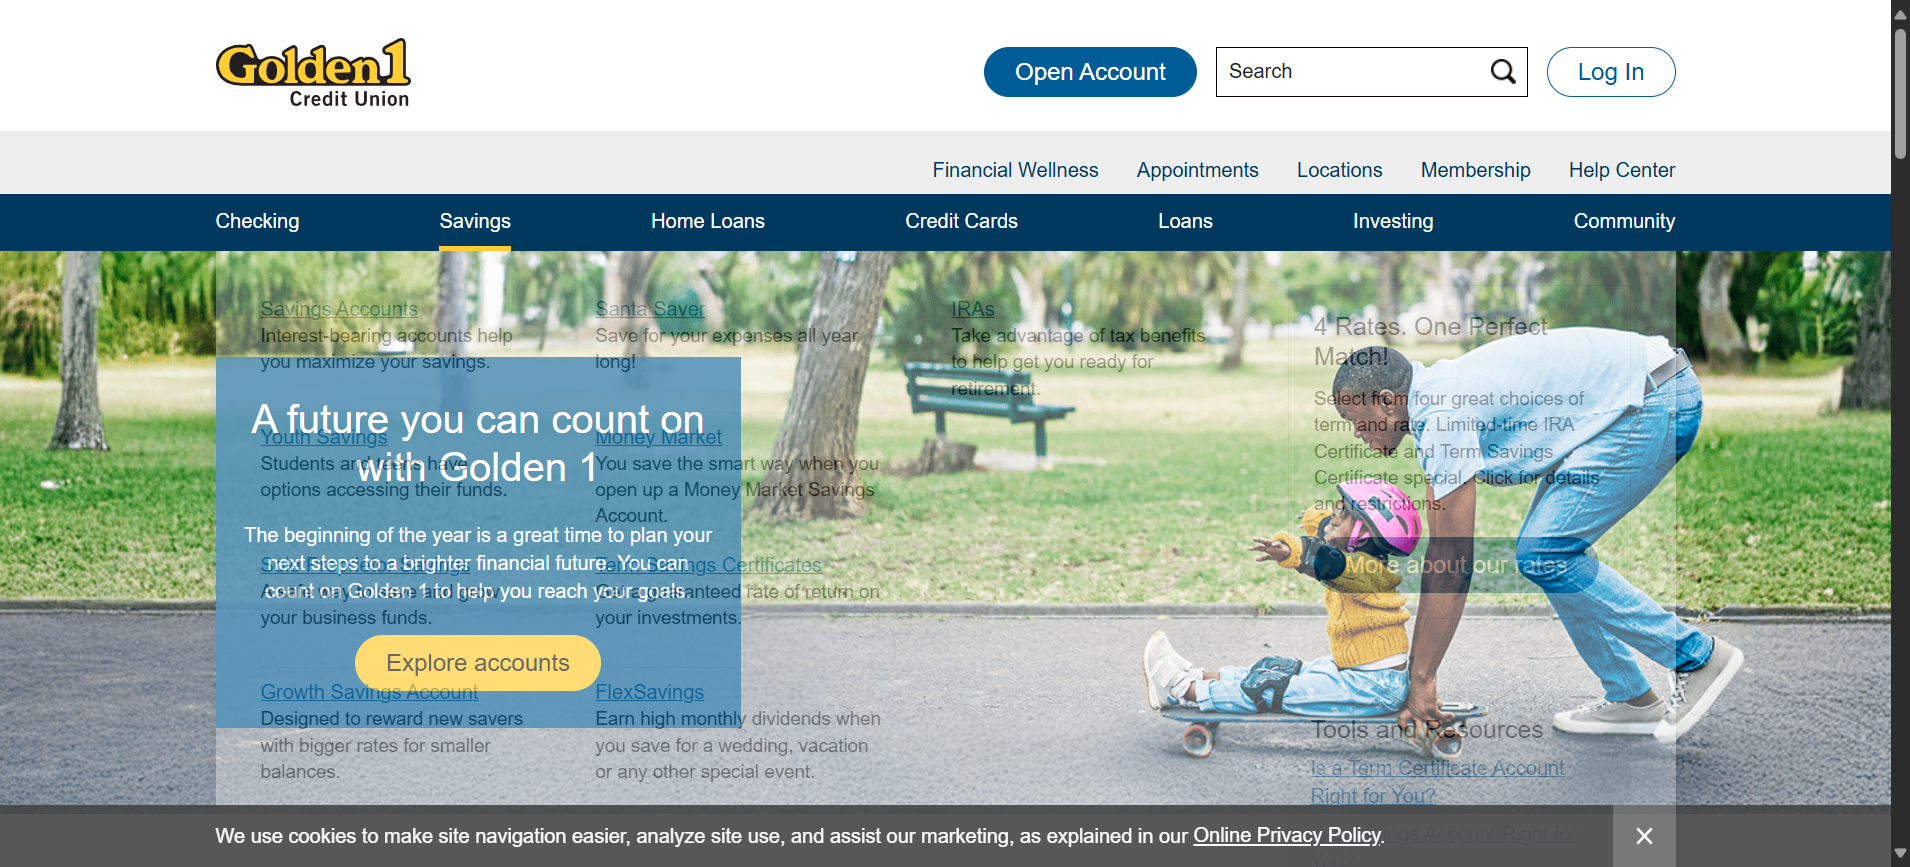 Golden 1
Credit Union
Open Account
Search
Log In
Financial Wellness
Appointments
Locations
Membership
Help Center
Checking
Savings
Home Loans
Credit Cards
Loans
Investing
Community
Savings Accounts
Interest-bearing accounts help
you maximize your savings.
Santa Saver
Save for your expenses all year
long!
IRAs
Take advantage of tax benefits
to help get you ready for
retirement.
4 Rates. One Perfect
Match!
Select from four great choices of
term and rate. Limited-time IRA
Certificate and Term Savings
Certificate special. Click for details
and restrictions.
More about our rates
A future you can count on
with Golden 1
The beginning of the year is a great time to plan your
next steps to a brighter financial future. You can
count on Golden 1 to help you reach your goals
Explore accounts
Youth Savings
Students and teens have
options accessing their funds.
Money Market
You save the smart way when you
open up a Money Market Savings
Account.
your business funds.
Term Savings Certificates
Get a guaranteed rate of return on
your investments.
Growth Savings Account
Designed to reward new savers
with bigger rates for smaller
balances.
FlexSavings
Earn high monthly dividends when
you save for a wedding, vacation
or any other special event.
Tools and Resources
Is a Term Certificate Account
Right for You?
Account Right for
You?
We use cookies to make site navigation easier, analyze site use, and assist our marketing, as explained in our Online Privacy Policy.